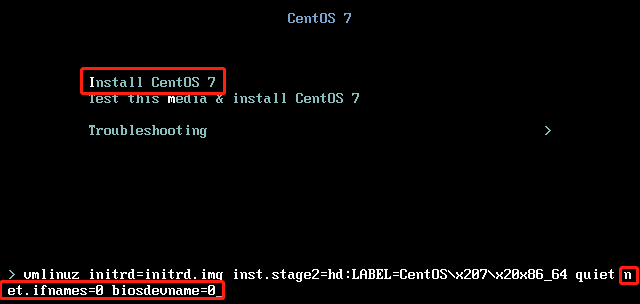 CentOS 7
Install CentOS 7
Test this media & install CentOS 7
Troubleshooting >
> vmlinuz initrd=initrd.img inst.stage2=hd:LABEL=CentOS\x207\x20x86_64 quiet n
et.ifnames=0 biosdevname=0_